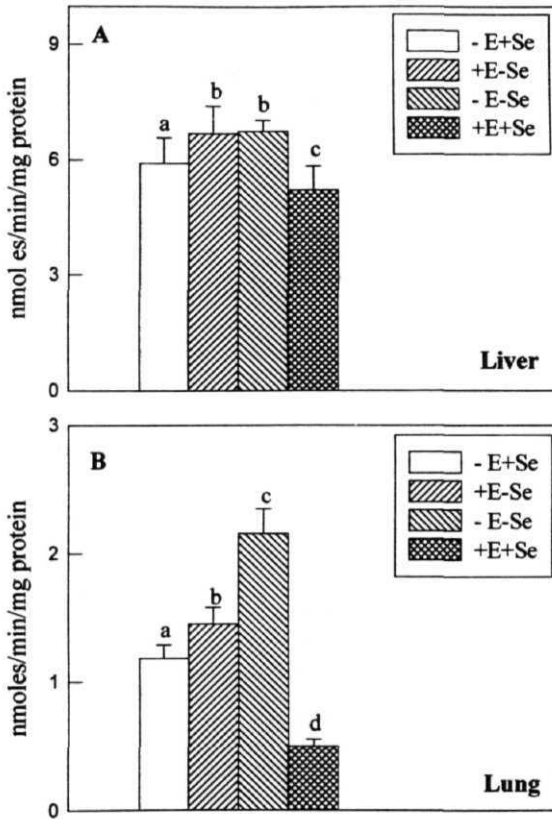 A
9
6
3
0
nmol es/min/mg protein
a
b
b
c
- E+Se
+E-Se
- E-Se
+E+Se
Liver
B
3
2
1
0
nmoles/min/mg protein
a
b
c
d
- E+Se
+E-Se
- E-Se
+E+Se
Lung